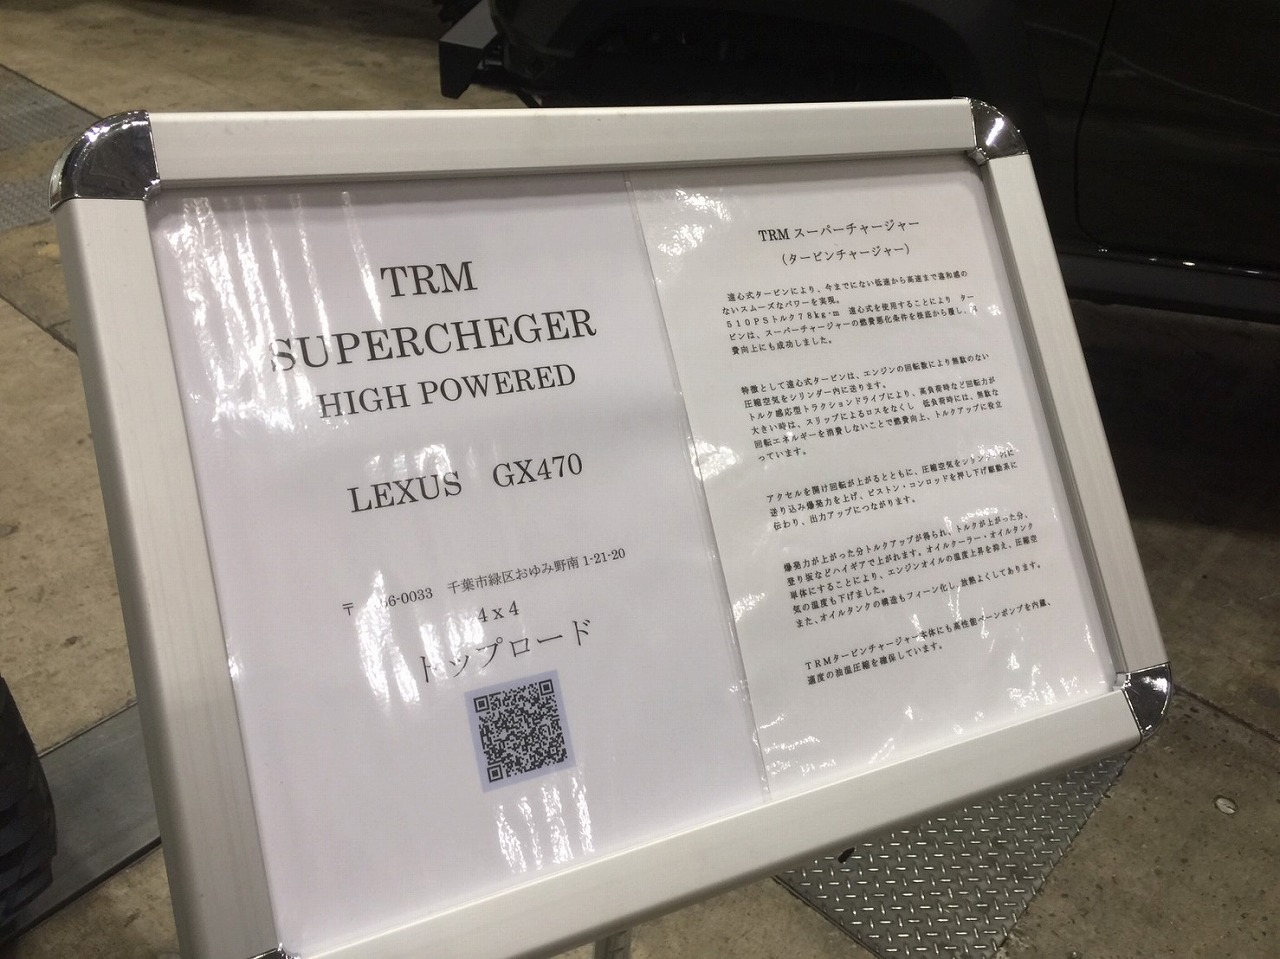 TRM
SUPERCHEGER
HIGH POWERED
LEXUS GX470
〒 66-0033 千葉市緑区おゆみ野南 1-21-20
4 x 4
トップロード
TRM スーパーチャージャー
（タービンチャージャー）
遠心式タービンにより、今までにない低速から高速まで違和感の
ないスムーズなパワーを実現。
５１０ＰＳトルク７８ｋｇ·ｍ 遠心式を使用することにより ター
ビンは、スーパーチャージャーの燃費悪化条件を根底から覆し、
費向上にも成功しました。
特徴として遠心式タービンは、エンジンの回転数により無駄のない
圧縮空気をシリンダー内に送ります。
トルク感応型トラクションドライブにより、高負荷時など回転力が
大きい時は、スリップによるロスをなくし 低負荷時には、無駄な
回転エネルギーを消費しないことで燃費向上、トルクアップに役立
っています。
アクセルを開け回転が上がるとともに、圧縮空気をシリンダー内に
送り込み爆発力を上げ、ピストン・コンロッドを押し下げ駆動系に
伝わり、出力アップにつながります。
爆発力が上がった分トルクアップが得られ、トルクが上がった分、
登り坂などハイギアで上がれます。オイルクーラー・オイルタンク
単体にすることにより、エンジンオイルの温度上昇を抑え、圧縮空
気の温度も下げました。
また、オイルタンクの構造もフィーン化し、放熱よくしてあります。
ＴＲＭタービンチャージャー本体にも高性能ベーンポンプを内蔵、
適度の油温圧縮を確保しています。